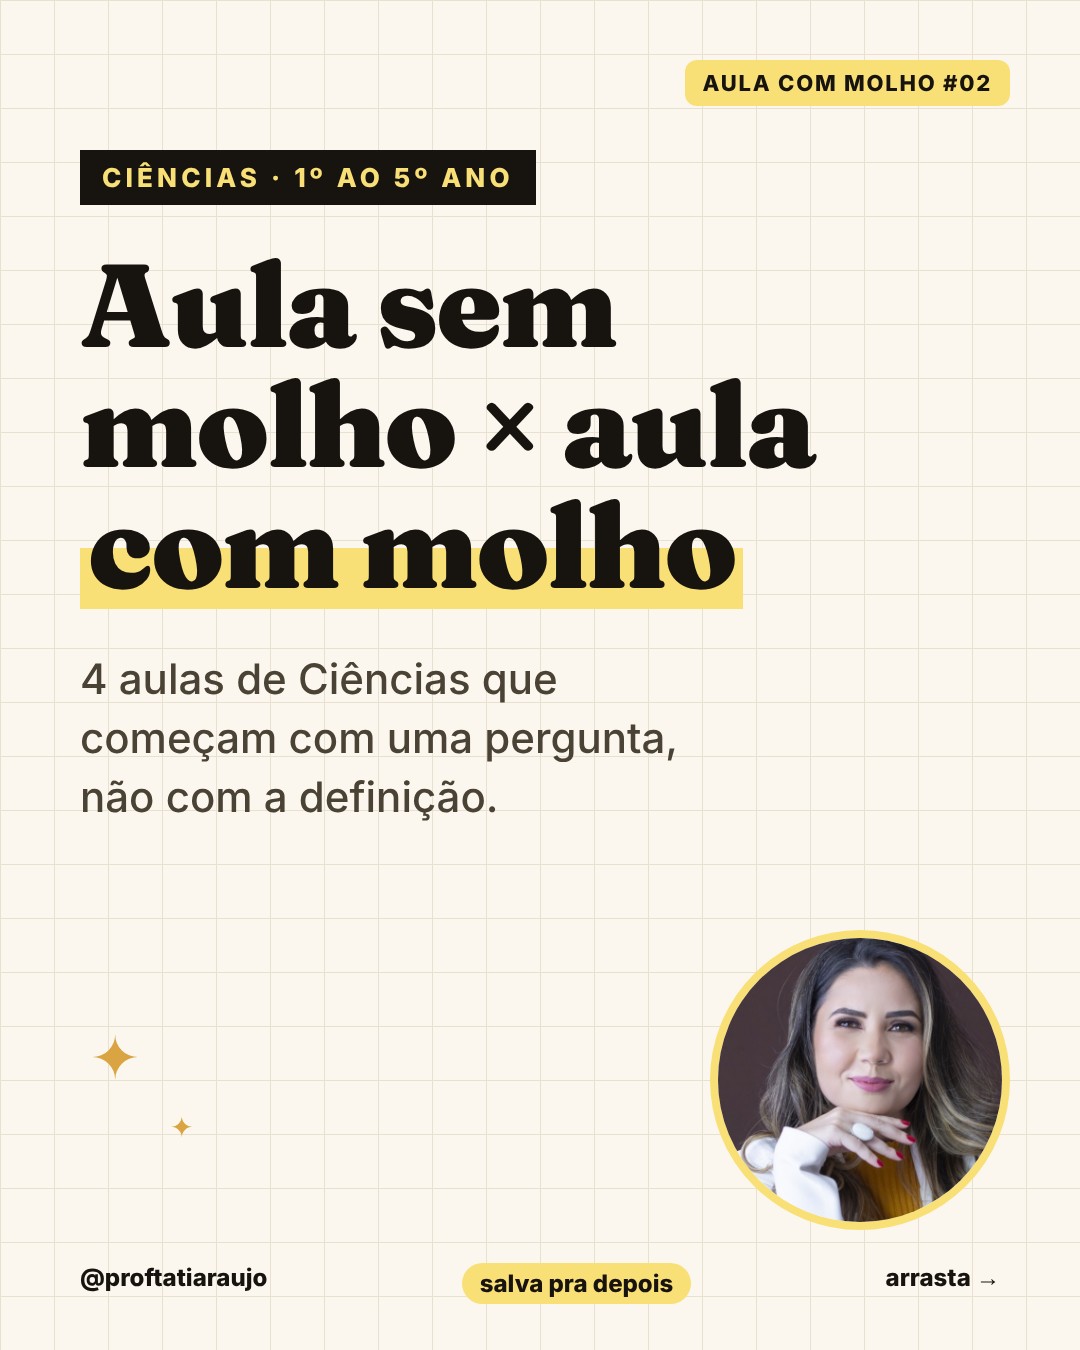 AULA COM MOLHO #02
CIÊNCIAS · 1º AO 5º ANO
Aula sem
molho × aula
com molho
4 aulas de Ciências que
começam com uma pergunta,
não com a definição.
@proftatiaraujo
salva pra depois
arrasta →